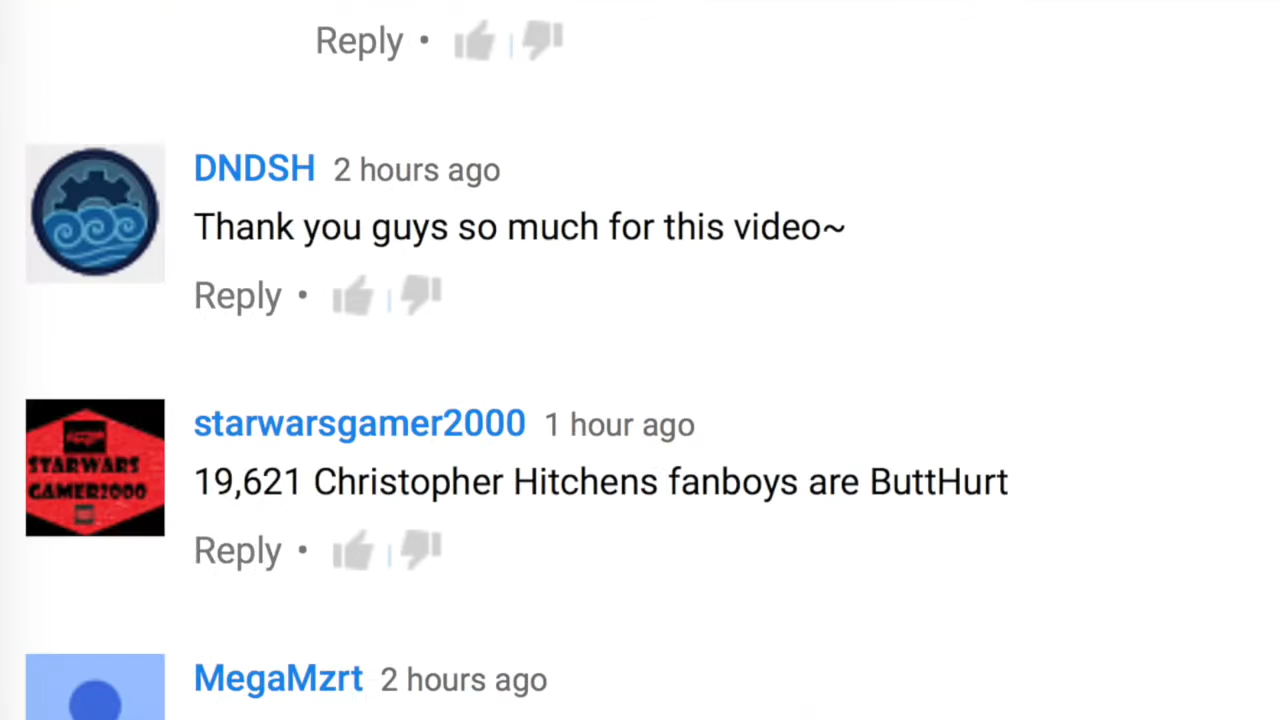 Reply •
DNDSH 2 hours ago
Thank you guys so much for this video~
Reply •
STARWARS
GAMER2000
starwarsgamer2000 1 hour ago
19,621 Christopher Hitchens fanboys are ButtHurt
Reply •
MegaMzrt 2 hours ago